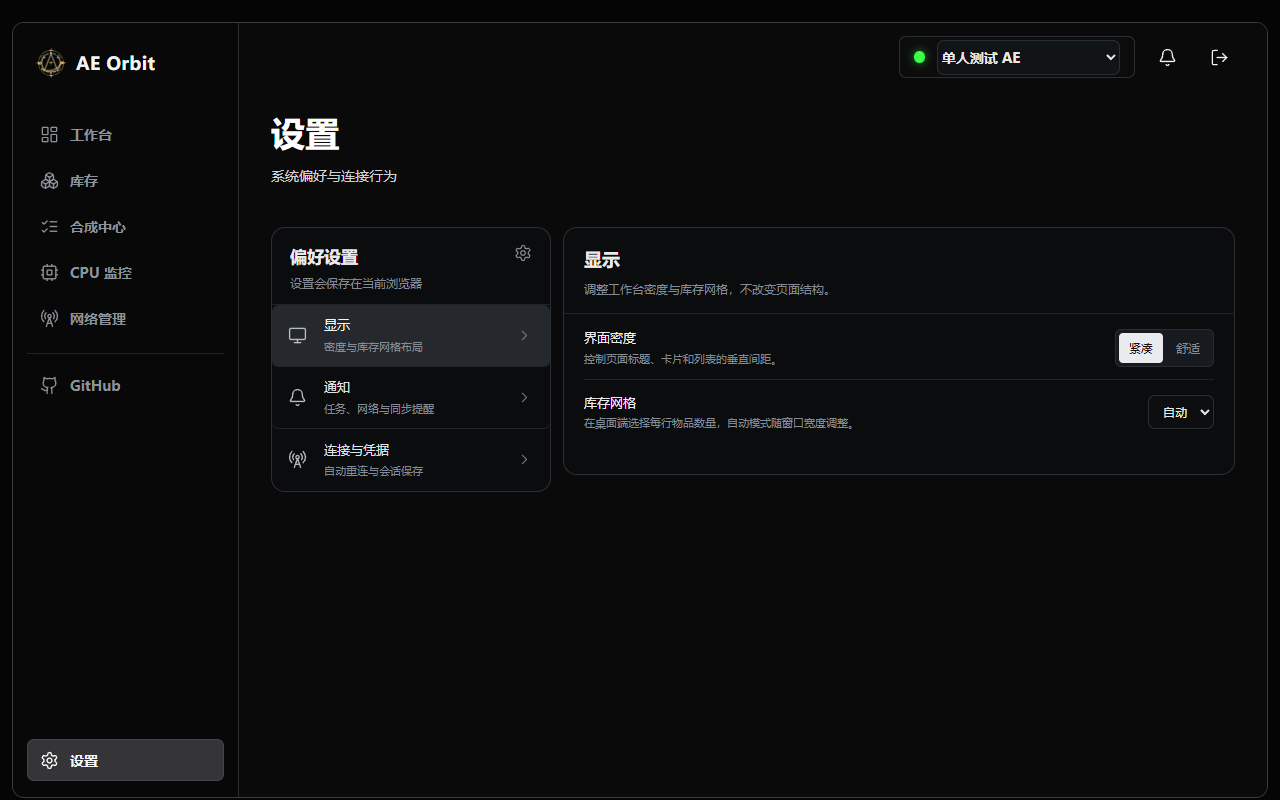 AE Orbit
工作台
库存
合成中心
CPU 监控
网络管理
GitHub
设置
单人测试 AE
设置
系统偏好与连接行为
偏好设置
设置会保存在当前浏览器
显示
密度与库存网格布局
通知
任务、网络与同步提醒
连接与凭据
自动重连与会话保存
显示
调整工作台密度与库存网格，不改变页面结构。
界面密度
控制页面标题、卡片和列表的垂直间距。
紧凑 舒适
库存网格
在桌面端选择每行物品数量，自动模式随窗口宽度调整。
自动